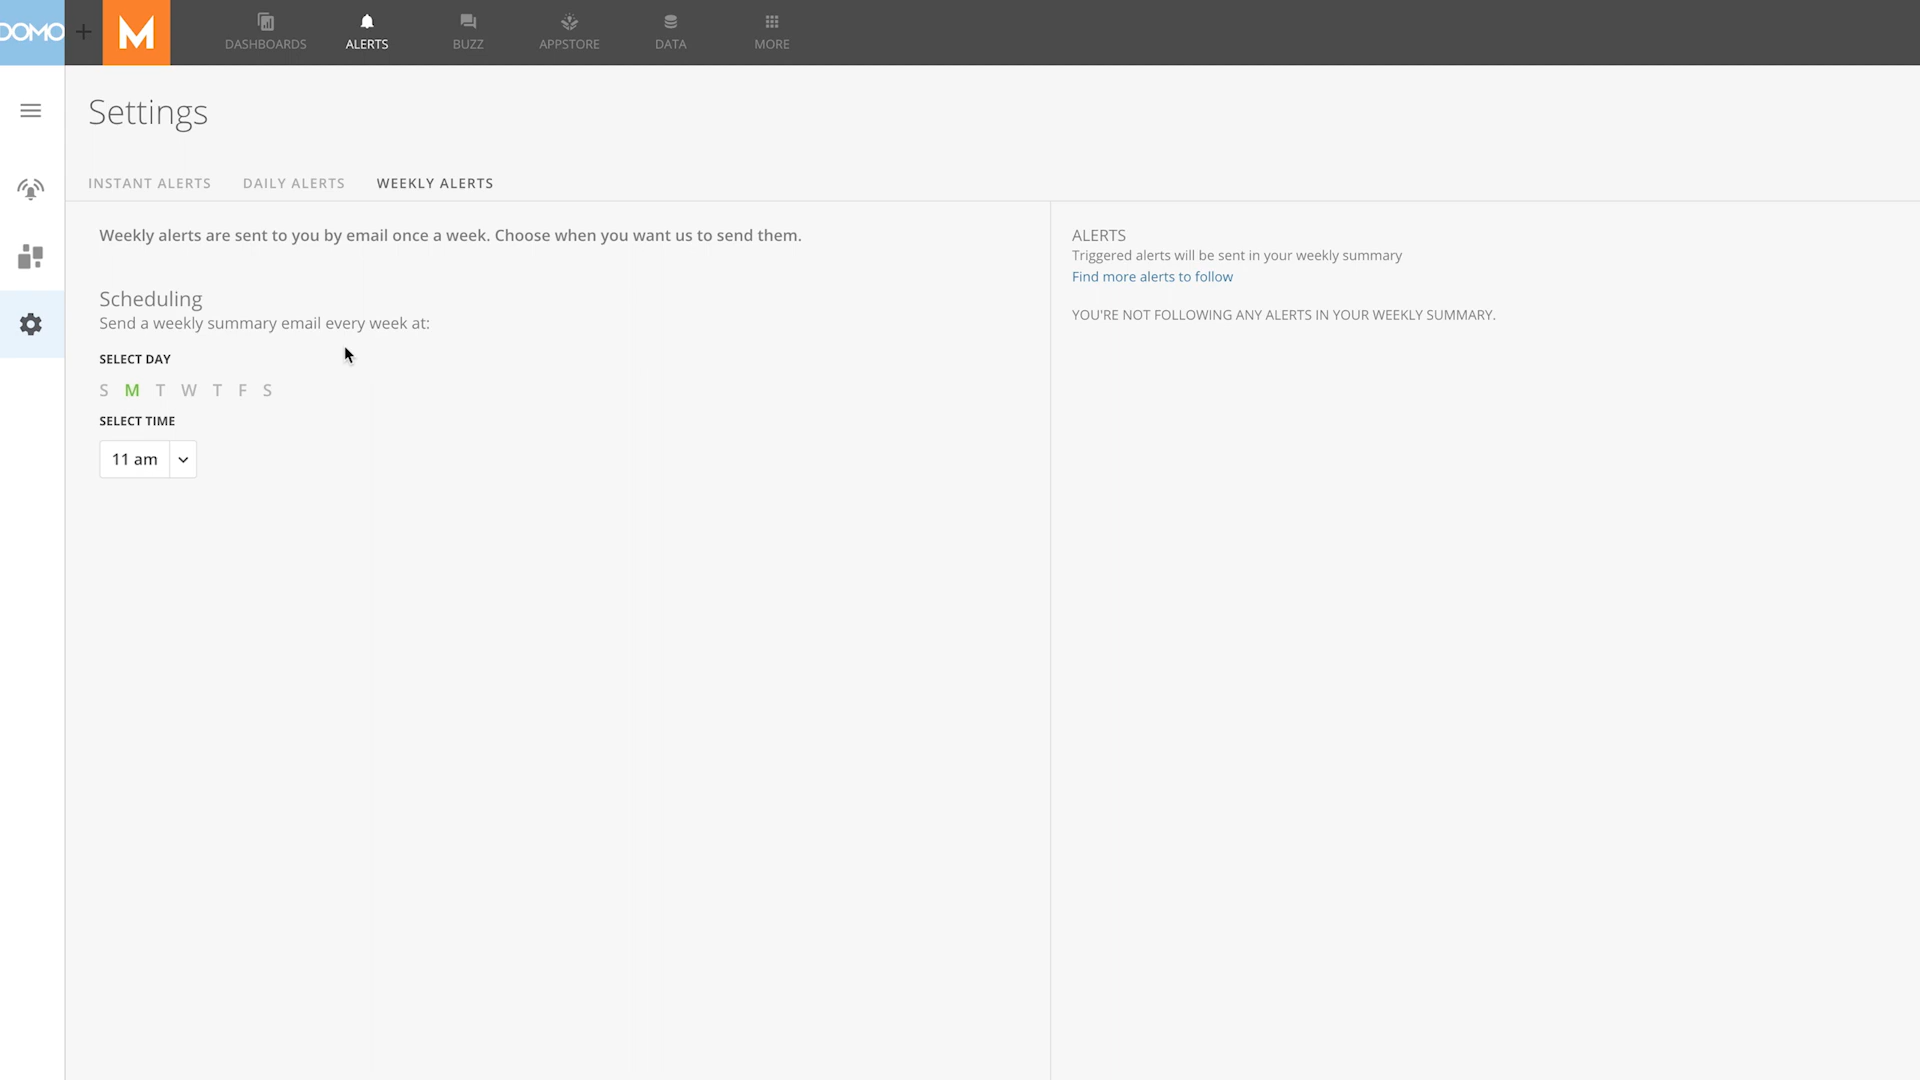 DOMO
M
DASHBOARDS
ALERTS
BUZZ
APPSTORE
DATA
MORE
Settings
INSTANT ALERTS
DAILY ALERTS
WEEKLY ALERTS
Weekly alerts are sent to you by email once a week. Choose when you want us to send them.
Scheduling
Send a weekly summary email every week at:
SELECT DAY
S M T W T F S
SELECT TIME
11 am
ALERTS
Triggered alerts will be sent in your weekly summary
Find more alerts to follow
YOU'RE NOT FOLLOWING ANY ALERTS IN YOUR WEEKLY SUMMARY.